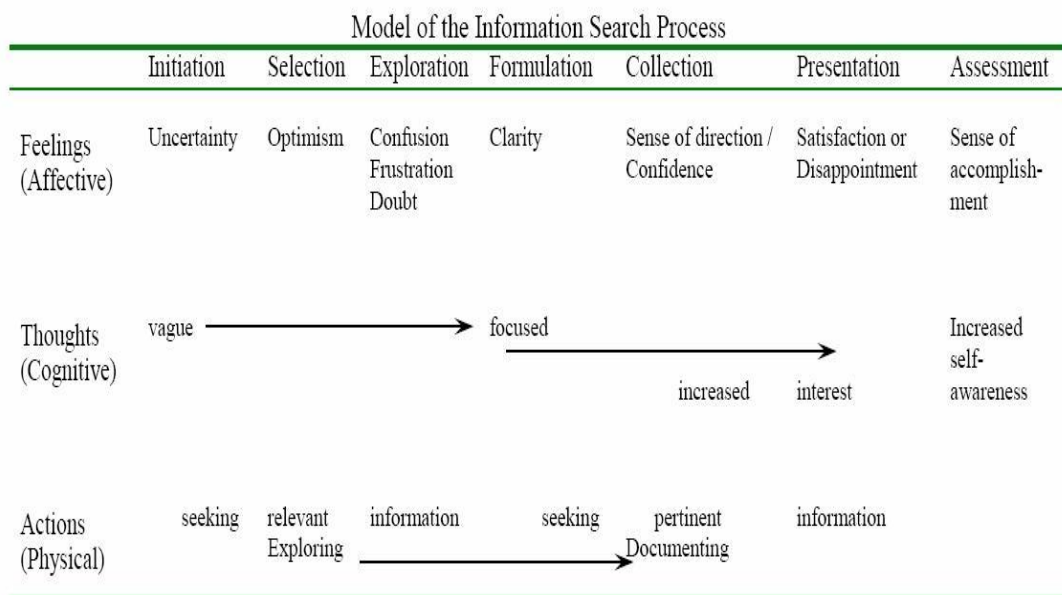 Model of the Information Search Process
Initiation Selection Exploration Formulation Collection Presentation Assessment
Feelings
(Affective)
Uncertainty Optimism Confusion Clarity Sense of direction / Satisfaction or Sense of
Frustration Confidence Disappointment accomplish-
Doubt ment
Thoughts
(Cognitive)
vague focused Increased
self-
increased interest awareness
Actions
(Physical)
seeking relevant information seeking pertinent information
Exploring Documenting